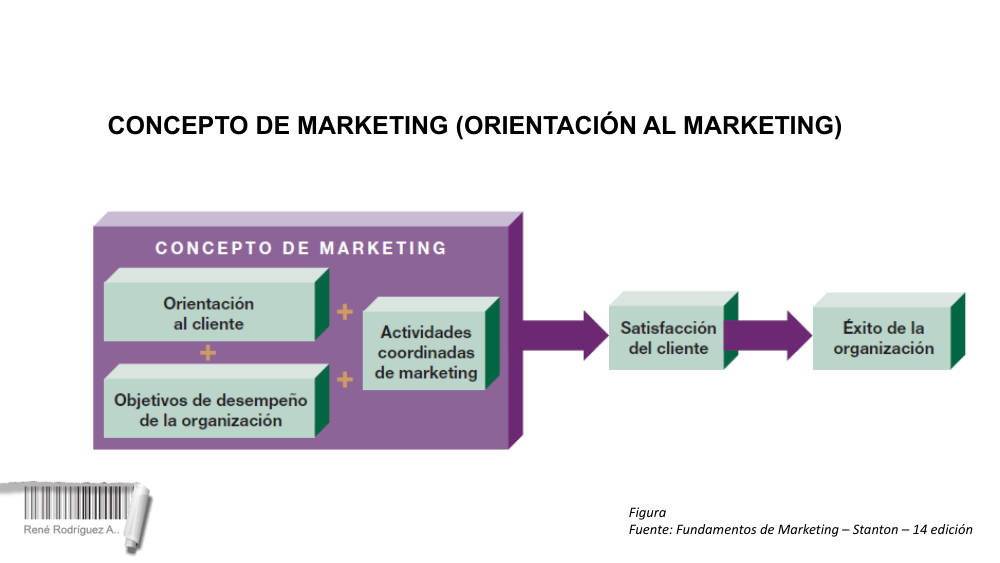 CONCEPTO DE MARKETING (ORIENTACIÓN AL MARKETING)
CONCEPTO DE MARKETING
Orientación
al cliente
+
+
Actividades
coordinadas
de marketing
+
Objetivos de desempeño
de la organización
Satisfacción
del cliente
Éxito de la
organización
René Rodríguez A..
Figura
Fuente: Fundamentos de Marketing – Stanton – 14 edición